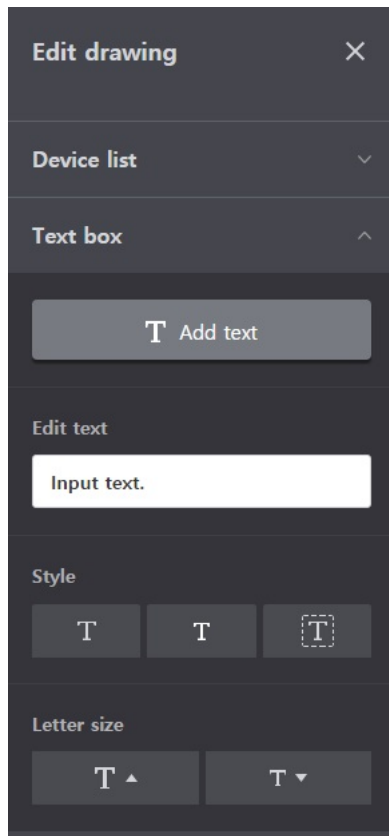 Edit drawing
Device list
Text box
T Add text
Edit text
Input text.
Style
T T T
Letter size
T T